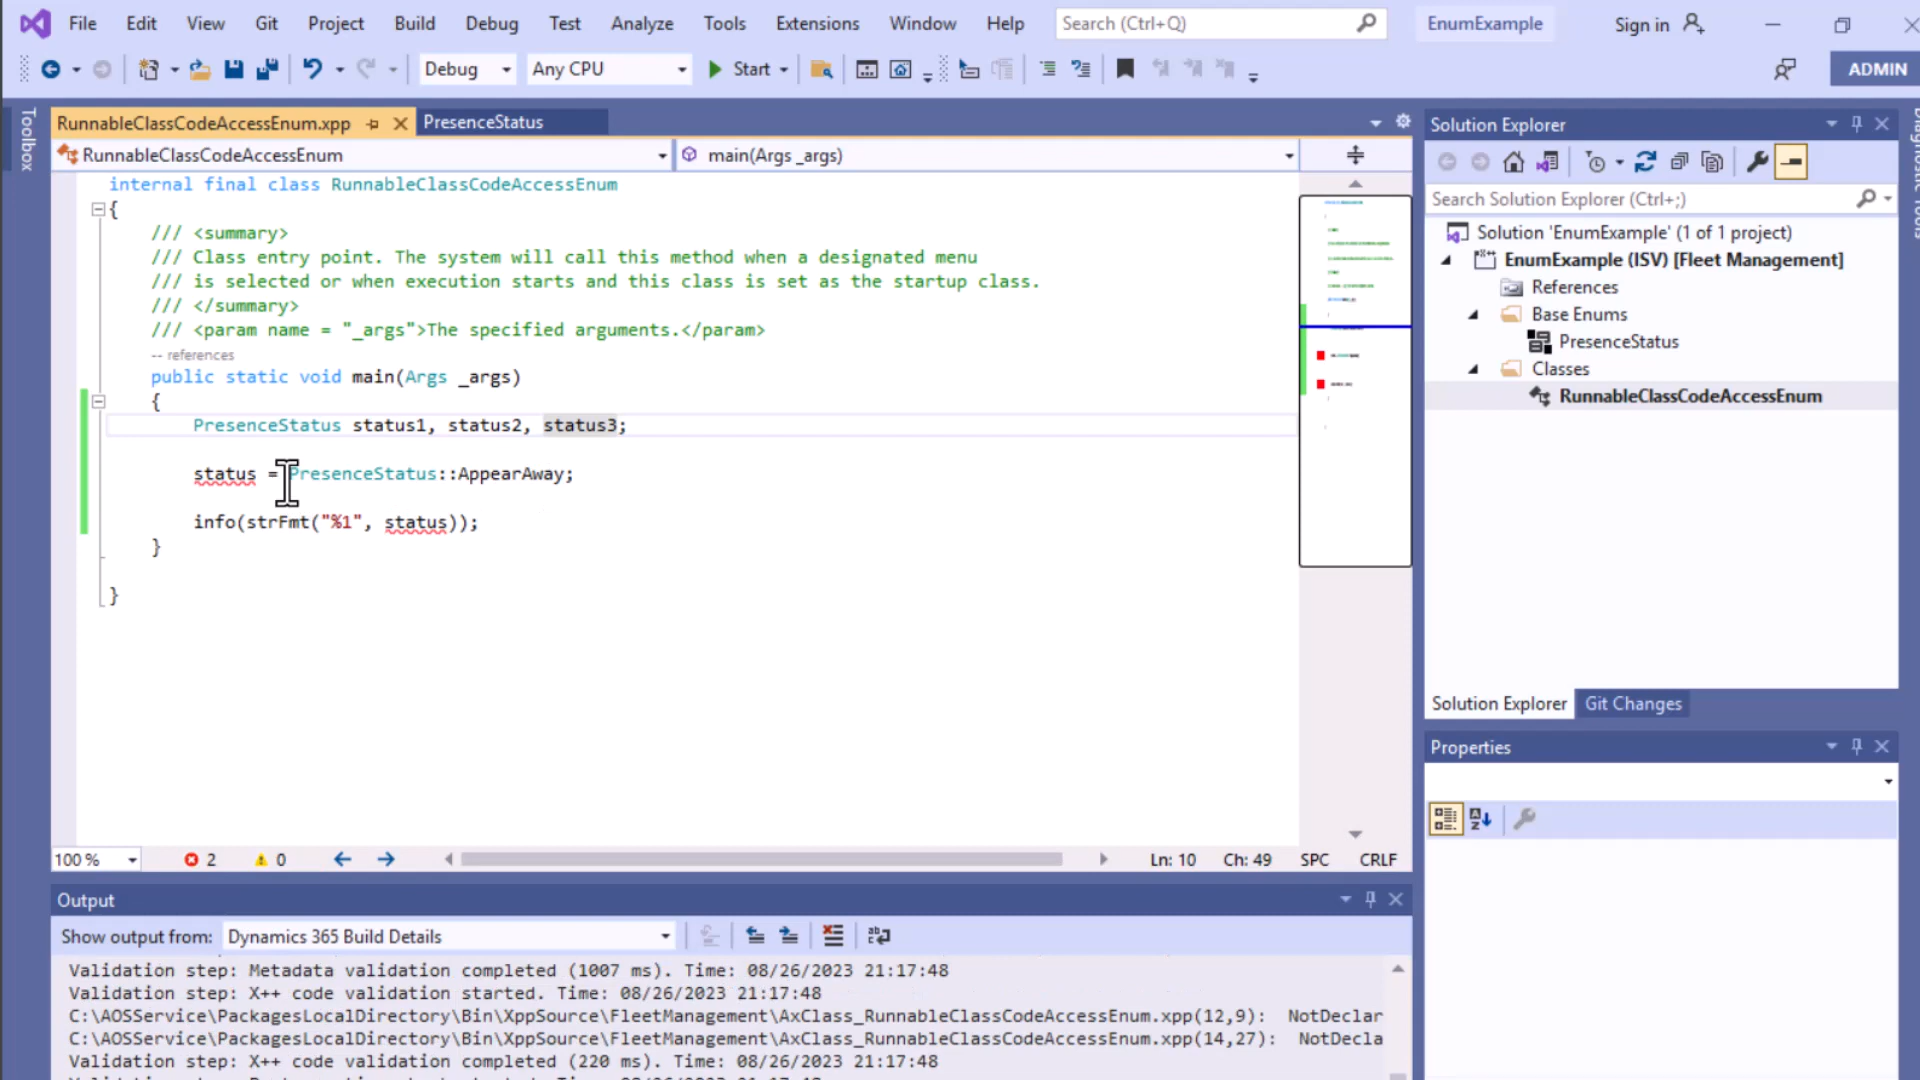 File Edit View Git Project Build Debug Test Analyze Tools Extensions Window Help Search (Ctrl+Q) EnumExample Sign in
Debug Any CPU Start ADMIN
Toolbox
RunnableClassCodeAccessEnum.xpp PresenceStatus
RunnableClassCodeAccessEnum main(Args _args)
internal final class RunnableClassCodeAccessEnum
{
/// <summary>
/// Class entry point. The system will call this method when a designated menu
/// is selected or when execution starts and this class is set as the startup class.
/// </summary>
/// <param name = "_args">The specified arguments.</param>
-- references
public static void main(Args _args)
{
PresenceStatus status1, status2, status3;
status = PresenceStatus::AppearAway;
info(strFmt("%1", status));
}
}
100 % 2 0 Ln: 10 Ch: 49 SPC CRLF
Output
Show output from: Dynamics 365 Build Details
Validation step: Metadata validation completed (1007 ms). Time: 08/26/2023 21:17:48
Validation step: X++ code validation started. Time: 08/26/2023 21:17:48
C:\AOSService\PackagesLocalDirectory\Bin\XppSource\FleetManagement\AxClass_RunnableClassCodeAccessEnum.xpp(12,9): NotDeclar
C:\AOSService\PackagesLocalDirectory\Bin\XppSource\FleetManagement\AxClass_RunnableClassCodeAccessEnum.xpp(14,27): NotDecla
Validation step: X++ code validation completed (220 ms). Time: 08/26/2023 21:17:48
Solution Explorer
Search Solution Explorer (Ctrl+;)
Solution 'EnumExample' (1 of 1 project)
EnumExample (ISV) [Fleet Management]
References
Base Enums
PresenceStatus
Classes
RunnableClassCodeAccessEnum
Solution Explorer Git Changes
Properties